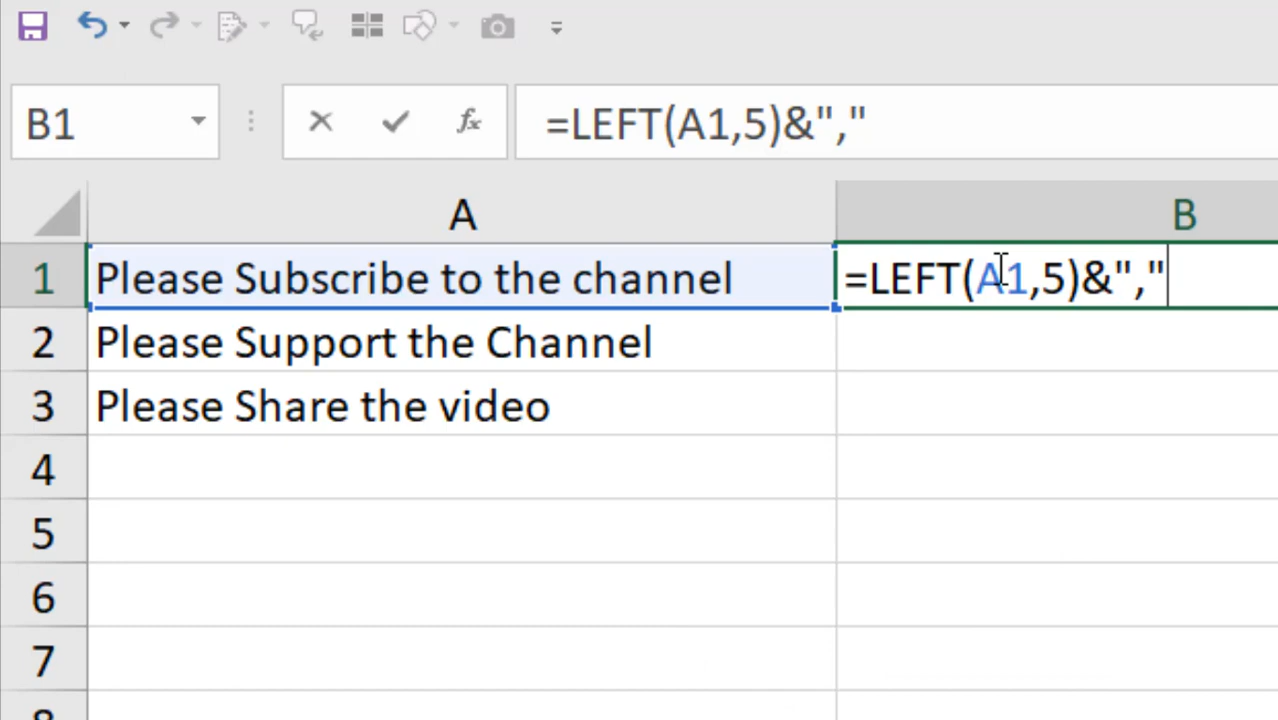 B1
=LEFT(A1,5)&","
A B
1 Please Subscribe to the channel =LEFT(A1,5)&","
2 Please Support the Channel
3 Please Share the video
4
5
6
7
8